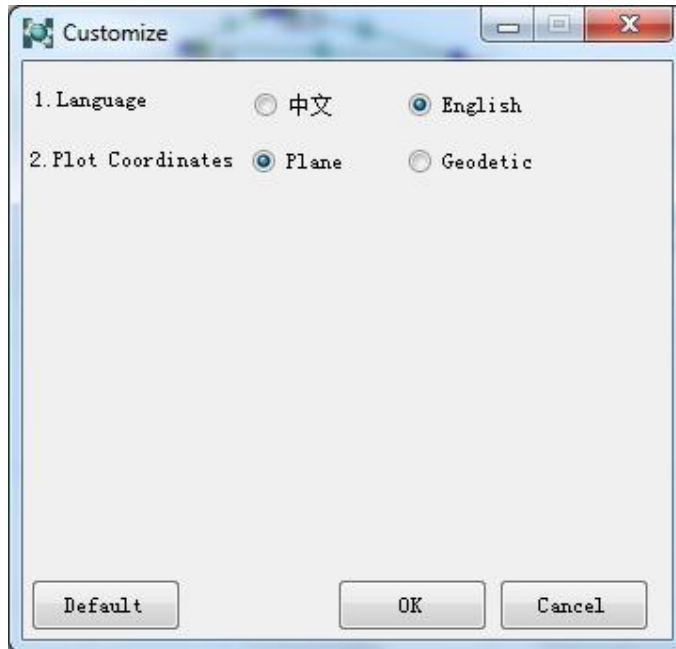 Customize
1.Language 中文 English
2.Plot Coordinates Plane Geodetic
Default OK Cancel